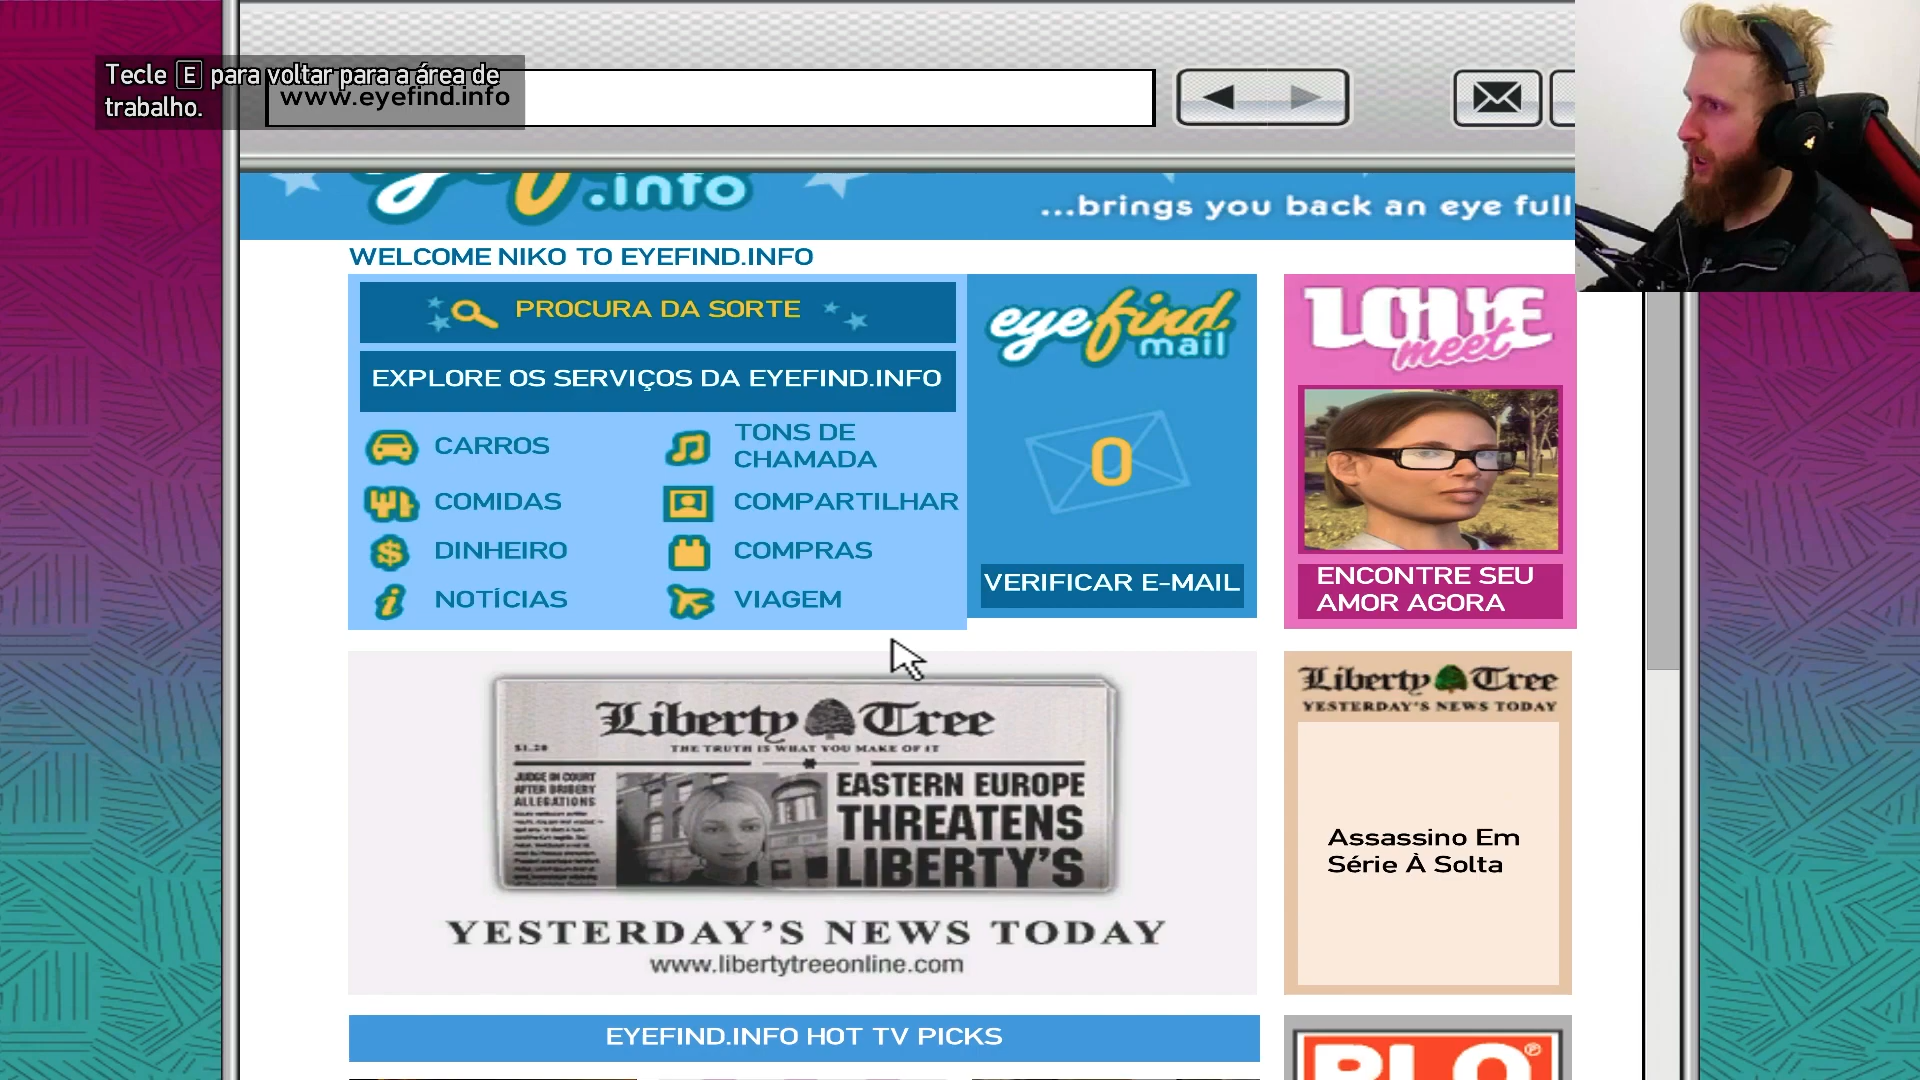 Tecle E para voltar para a área de
trabalho.
www.eyefind.info
.info
...brings you back an eye full
WELCOME NIKO TO EYEFIND.INFO
PROCURA DA SORTE
EXPLORE OS SERVIÇOS DA EYEFIND.INFO
CARROS
TONS DE
CHAMADA
COMIDAS
COMPARTILHAR
DINHEIRO
COMPRAS
NOTÍCIAS
VIAGEM
eyefind
mail
0
VERIFICAR E-MAIL
LOVE
meet
ENCONTRE SEU
AMOR AGORA
Liberty Tree
$1.20
THE TRUTH IS WHAT YOU MAKE OF IT
JUDGE IN COURT
AFTER BRIBERY
ALLEGATIONS
EASTERN EUROPE
THREATENS
LIBERTY'S
YESTERDAY'S NEWS TODAY
www.libertytreeonline.com
Liberty Tree
YESTERDAY'S NEWS TODAY
Assassino Em
Série À Solta
EYEFIND.INFO HOT TV PICKS